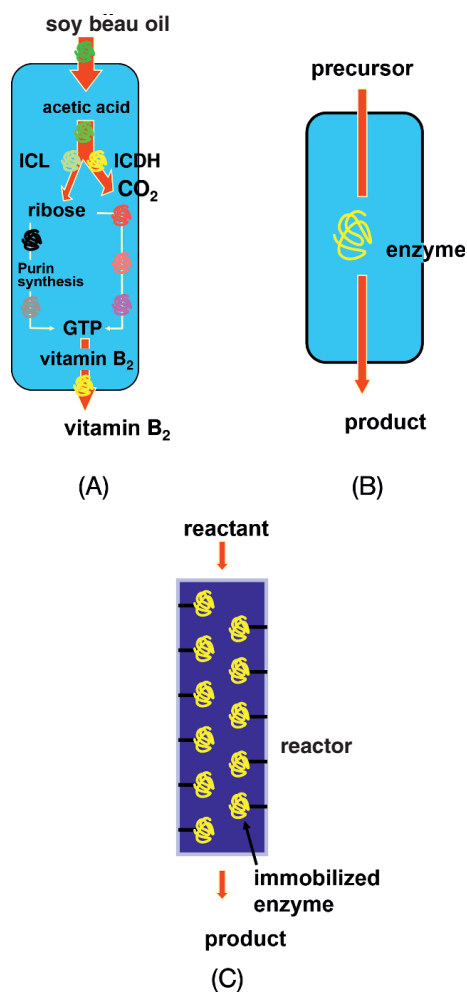 soy beau oil
acetic acid
ICL ICDH
CO₂
ribose
Purin
synthesis
GTP
vitamin B₂
vitamin B₂
(A)
precursor
enzyme
product
(B)
reactant
reactor
immobilized
enzyme
product
(C)